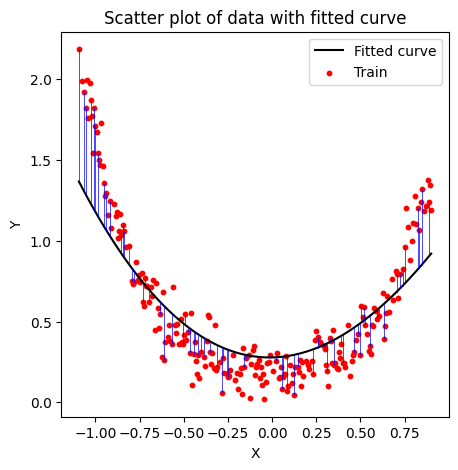 Scatter plot of data with fitted curve
Fitted curve
Train
Y
2.0
1.5
1.0
0.5
0.0
−1.00 −0.75 −0.50 −0.25 0.00 0.25 0.50 0.75
X